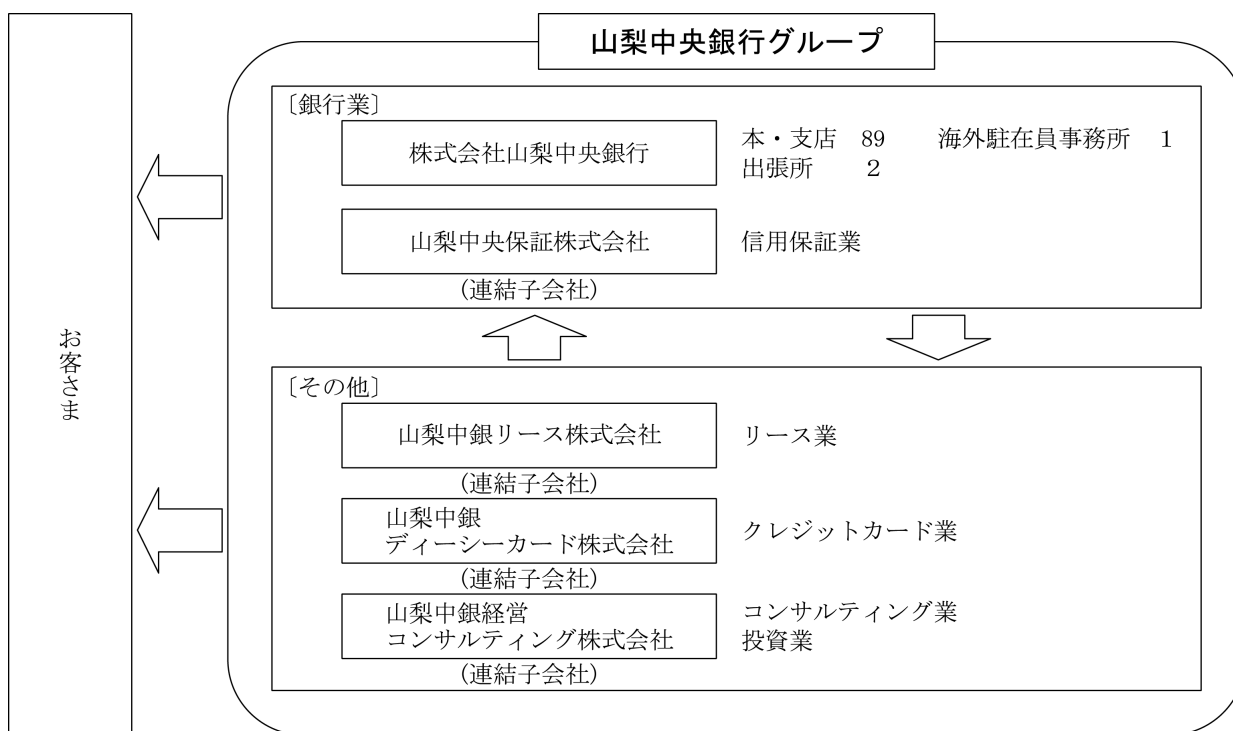 山梨中央銀行グループ
お客さま
〔銀行業〕
株式会社山梨中央銀行
本・支店　89　　海外駐在員事務所　1
出張所　　2
山梨中央保証株式会社
信用保証業
(連結子会社)
〔その他〕
山梨中銀リース株式会社
リース業
(連結子会社)
山梨中銀
ディーシーカード株式会社
クレジットカード業
(連結子会社)
山梨中銀経営
コンサルティング株式会社
コンサルティング業
投資業
(連結子会社)